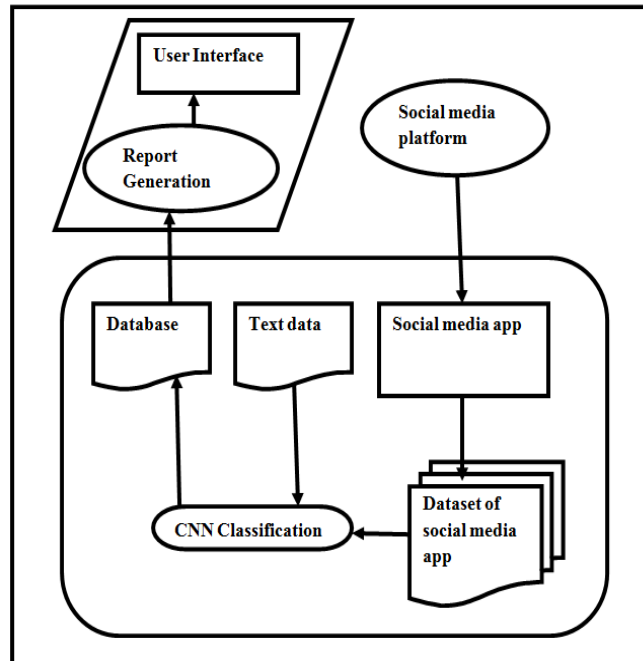 User Interface
Social media
platform
Report
Generation
Database
Text data
Social media app
CNN Classification
Dataset of
social media
app